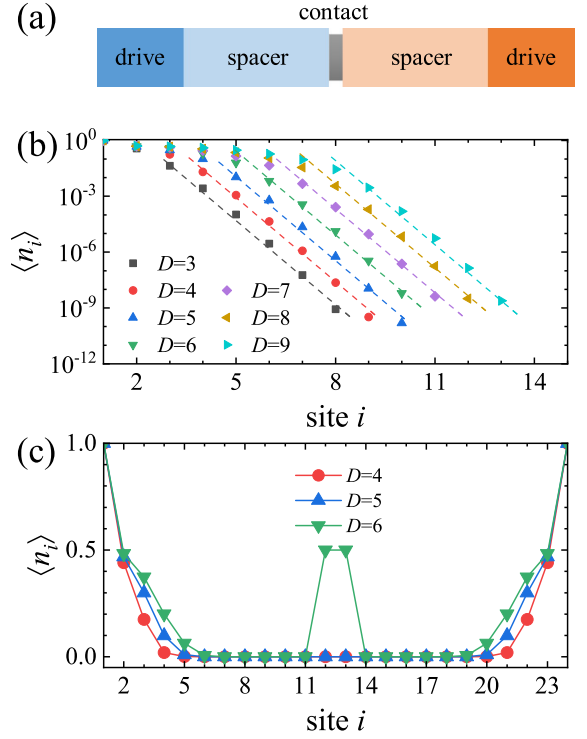 (a)
contact
drive
spacer
spacer
drive
(b)
10^0
10^-3
10^-6
10^-9
10^-12
⟨n_i⟩
D=3
D=4
D=5
D=6
D=7
D=8
D=9
2
5
8
11
14
site i
(c)
1.0
0.5
0.0
⟨n_i⟩
D=4
D=5
D=6
2
5
8
11
14
17
20
23
site i